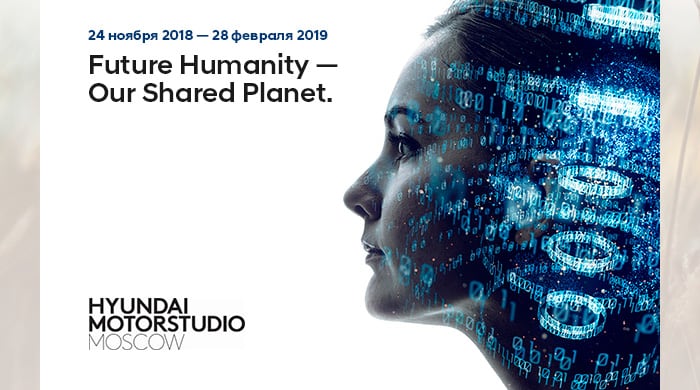 24 ноября 2018 — 28 февраля 2019
Future Humanity —
Our Shared Planet.
HYUNDAI
MOTORSTUDIO
MOSCOW